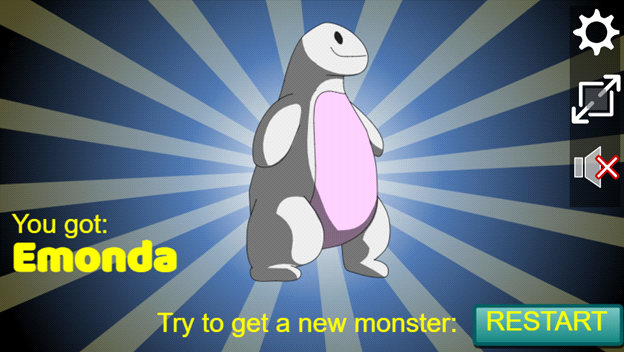 You got:
Emonda
Try to get a new monster: RESTART